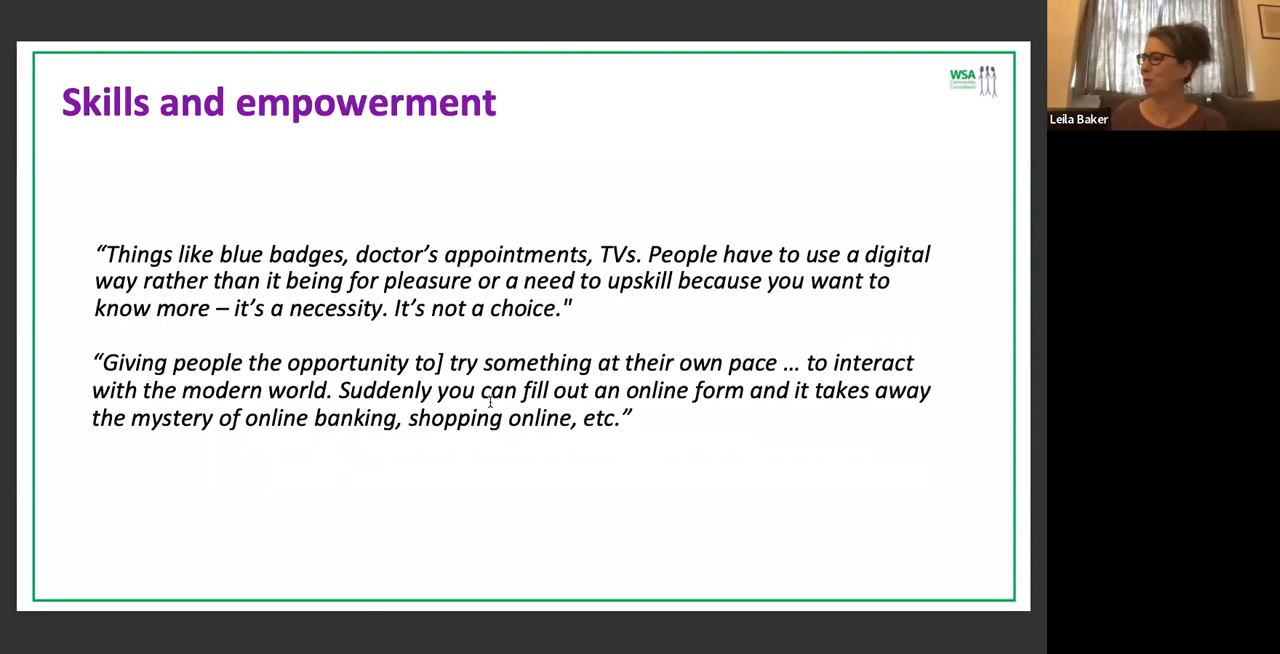 Skills and empowerment
WSA
Community
Consultants
Leila Baker
“Things like blue badges, doctor’s appointments, TVs. People have to use a digital
way rather than it being for pleasure or a need to upskill because you want to
know more – it’s a necessity. It’s not a choice."
“Giving people the opportunity to] try something at their own pace … to interact
with the modern world. Suddenly you can fill out an online form and it takes away
the mystery of online banking, shopping online, etc.”